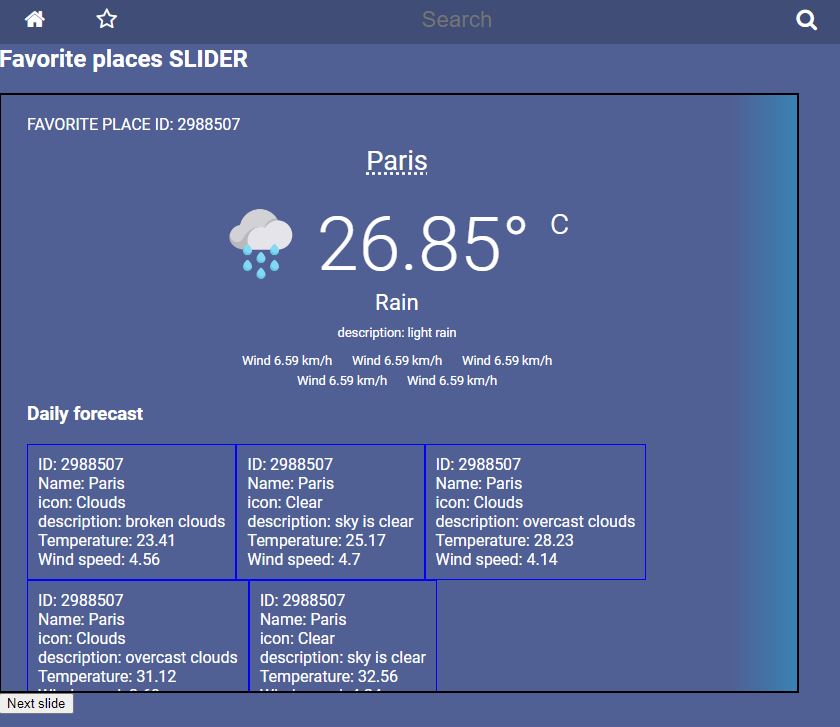 Search
Favorite places SLIDER
FAVORITE PLACE ID: 2988507
Paris
26.85° C
Rain
description: light rain
Wind 6.59 km/h Wind 6.59 km/h Wind 6.59 km/h
Wind 6.59 km/h Wind 6.59 km/h
Daily forecast
ID: 2988507
Name: Paris
icon: Clouds
description: broken clouds
Temperature: 23.41
Wind speed: 4.56
ID: 2988507
Name: Paris
icon: Clear
description: sky is clear
Temperature: 25.17
Wind speed: 4.7
ID: 2988507
Name: Paris
icon: Clouds
description: overcast clouds
Temperature: 28.23
Wind speed: 4.14
ID: 2988507
Name: Paris
icon: Clouds
description: overcast clouds
Temperature: 31.12
ID: 2988507
Name: Paris
icon: Clear
description: sky is clear
Temperature: 32.56
Next slide